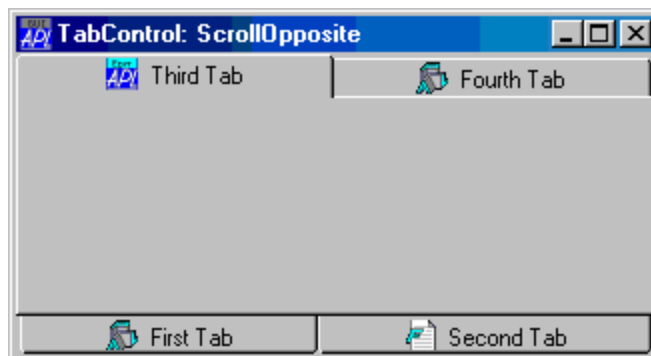 TabControl: ScrollOpposite
Third Tab
Fourth Tab
First Tab
Second Tab